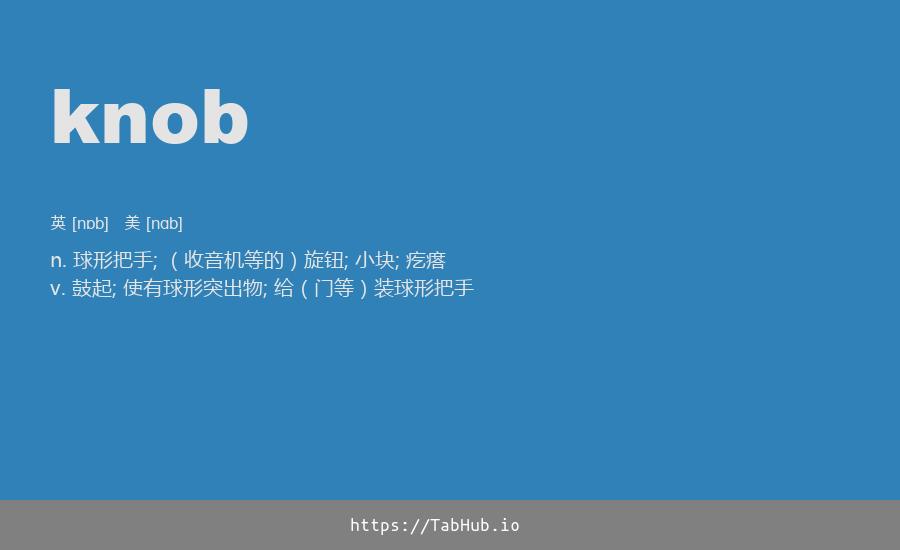 knob
英 [nɒb] 美 [nɑb]
n. 球形把手; （收音机等的）旋钮; 小块; 疙瘩
v. 鼓起; 使有球形突出物; 给（门等）装球形把手
https://TabHub.io